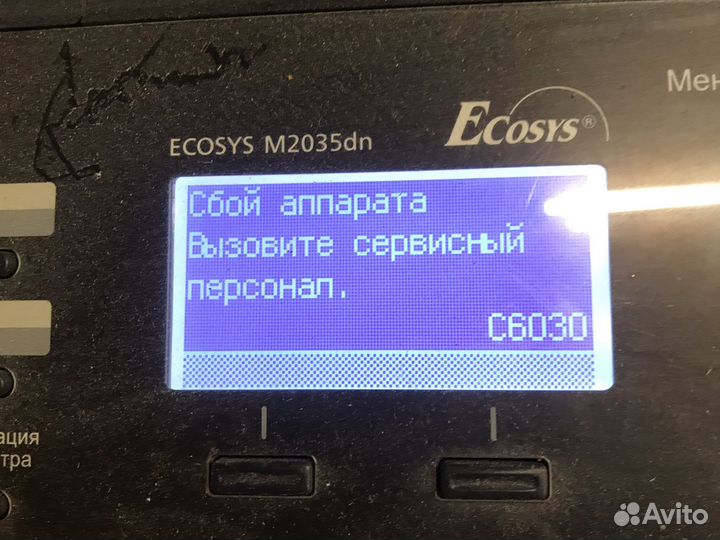 Мен
ECOSYS®
ECOSYS M2035dn
Сбой аппарата
Вызовите сервисный
персонал.
C6030
ация
тра
Avito